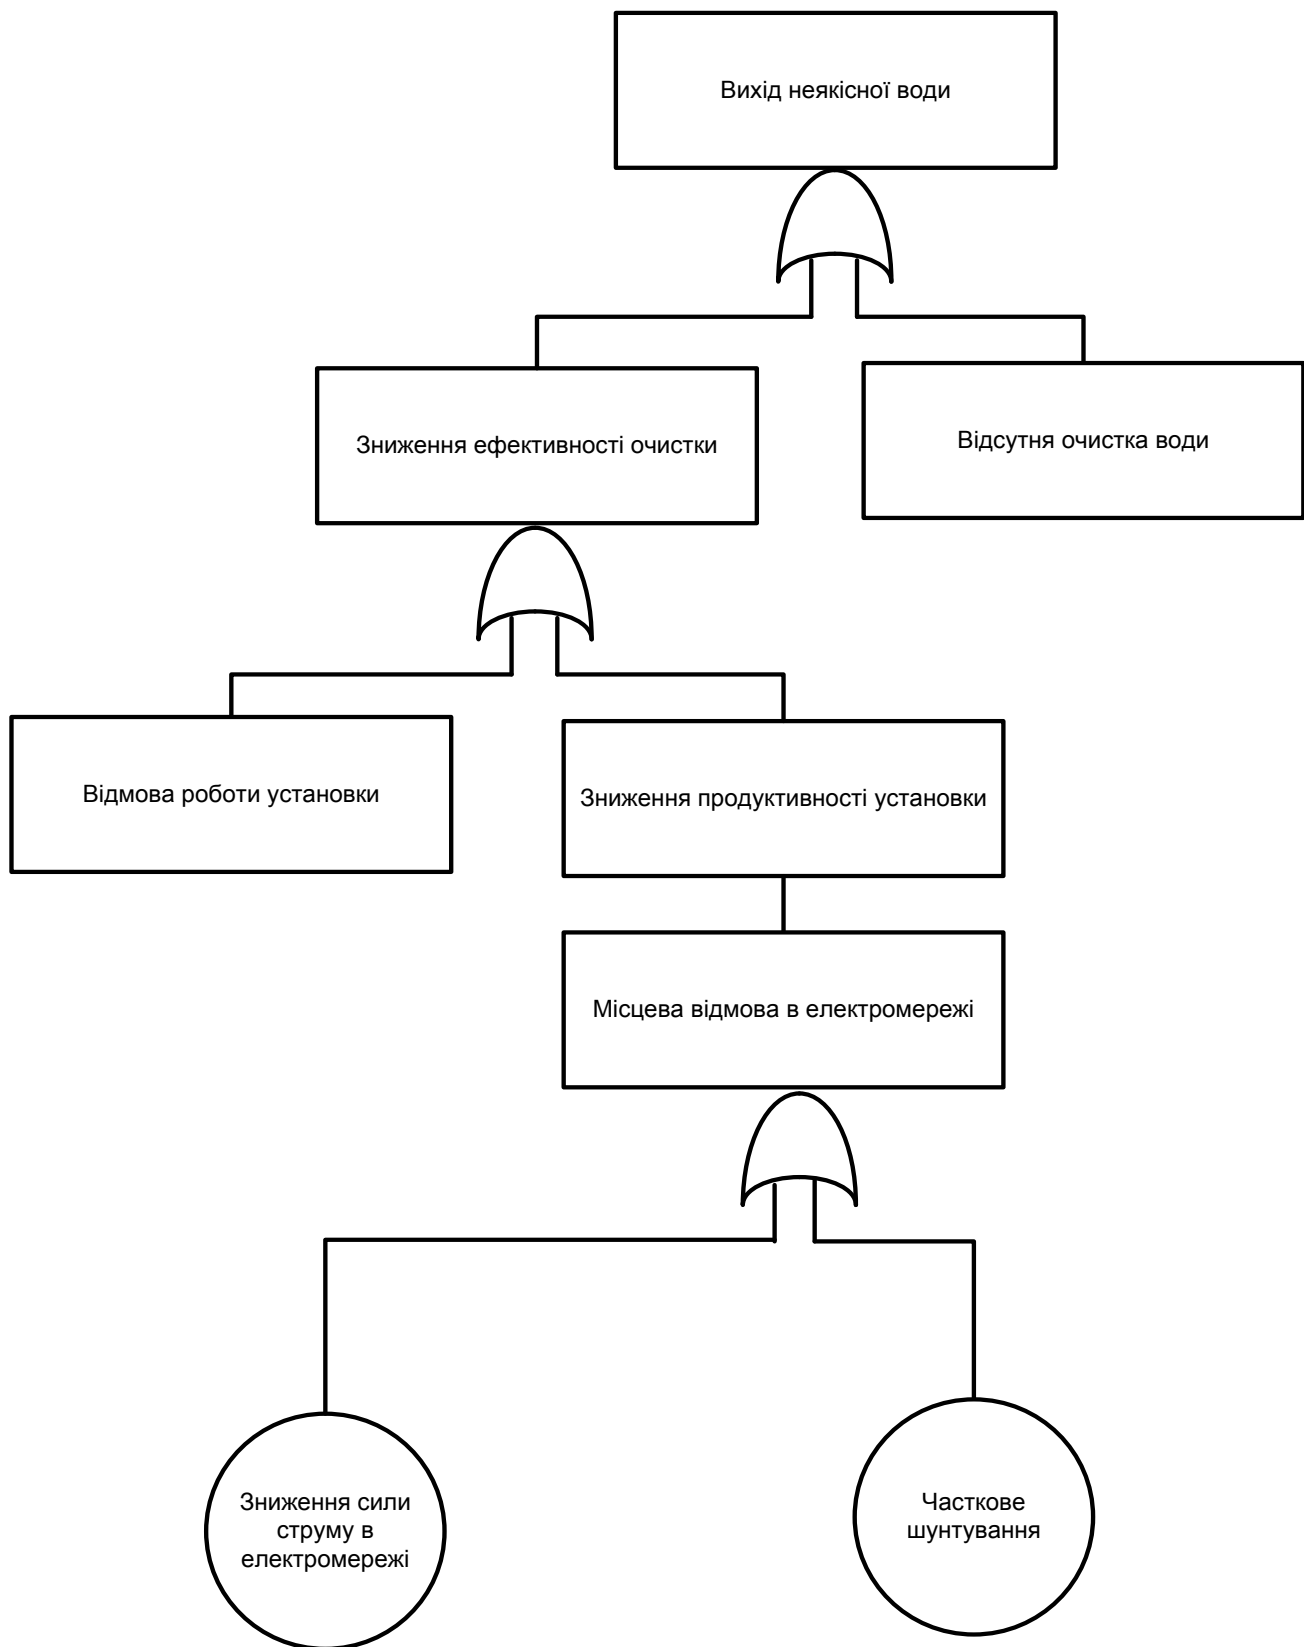 Вихід неякісної води
Зниження ефективності очистки
Відсутня очистка води
Відмова роботи установки
Зниження продуктивності установки
Місцева відмова в електромережі
Зниження сили
струму в
електромережі
Часткове
шунтування